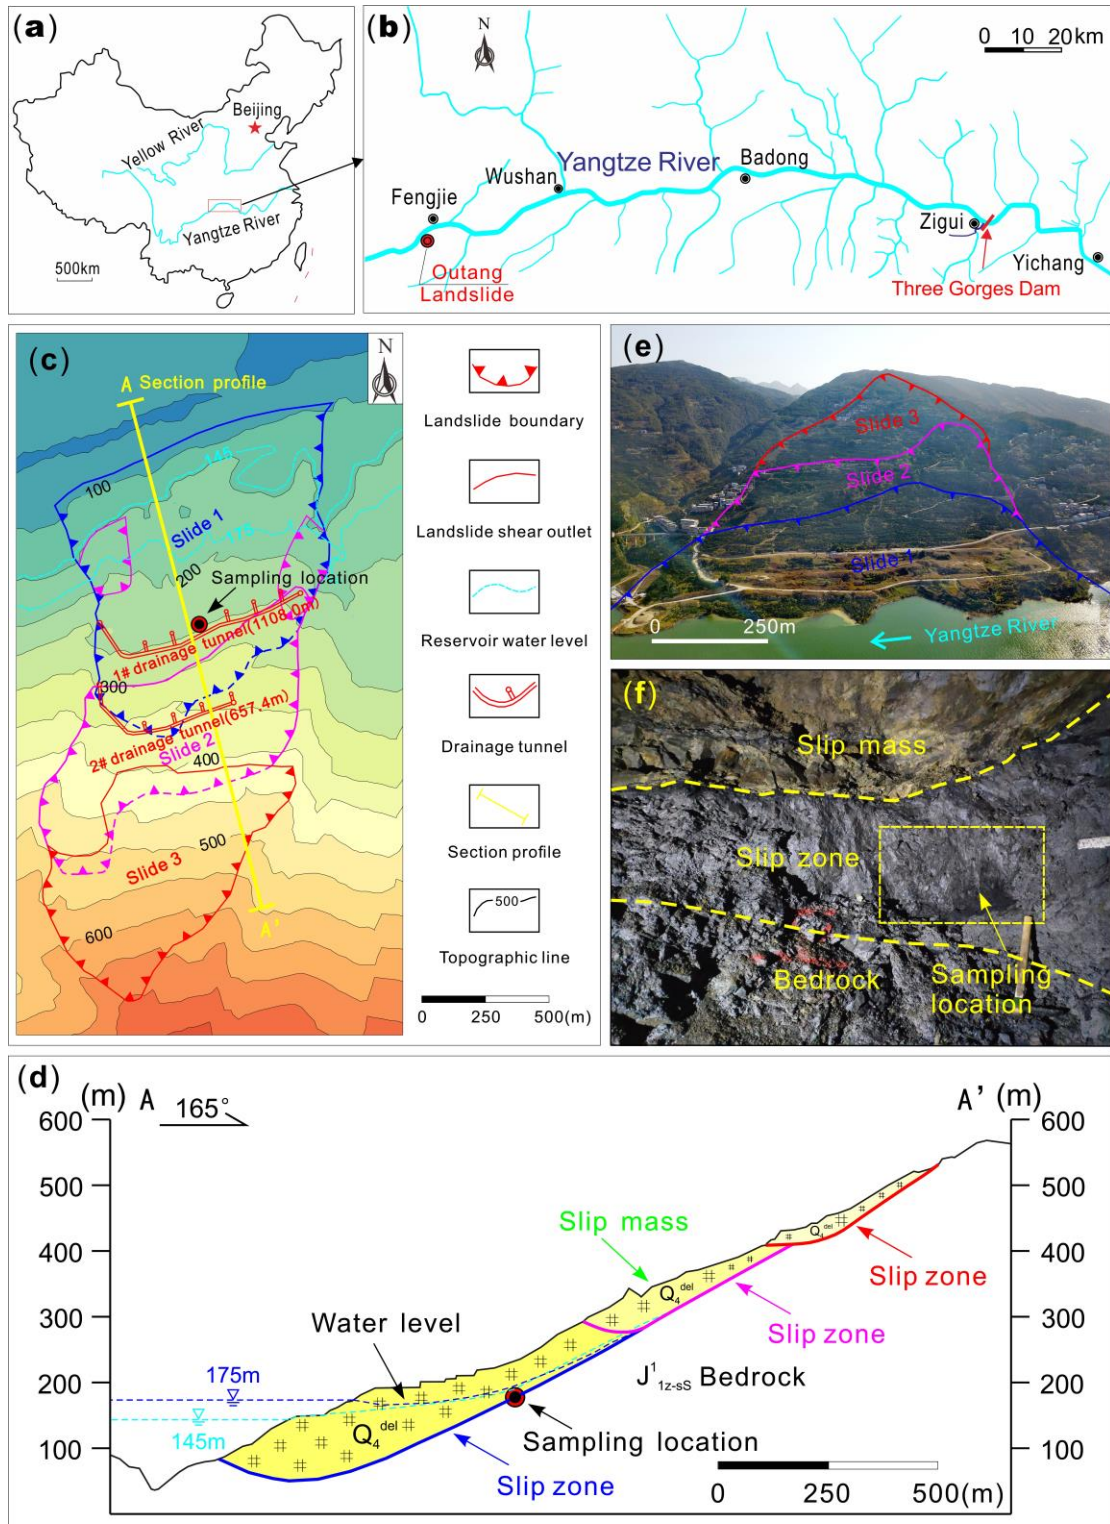 (a)
Beijing
Yellow River
Yangtze River
500km
(b)
N
0 10 20km
Yangtze River
Badong
Wushan
Fengjie
Zigui
Yichang
Outang
Landslide
Three Gorges Dam
(c)
N
A Section profile
145
100
Slide 1
175
200
Sampling location
1# drainage tunnel(1108.0m)
300
2# drainage tunnel(657.4m)
Slide 2
400
500
Slide 3
600
A'
Landslide boundary
Landslide shear outlet
Reservoir water level
Drainage tunnel
Section profile
500
Topographic line
0 250 500(m)
(e)
Slide 3
Slide 2
Slide 1
0 250m
Yangtze River
(f)
Slip mass
Slip zone
Bedrock
Sampling
location
(d)
(m) A 165° A' (m)
600 600
500 500
400 400
300 300
200 200
100 100
Slip mass
Q₄ᵈᵉˡ
Slip zone
Q₄ᵈᵉˡ
Slip zone
Water level
175m
145m
J¹₁z-sS Bedrock
Q₄ᵈᵉˡ
Sampling location
Slip zone
0 250 500(m)